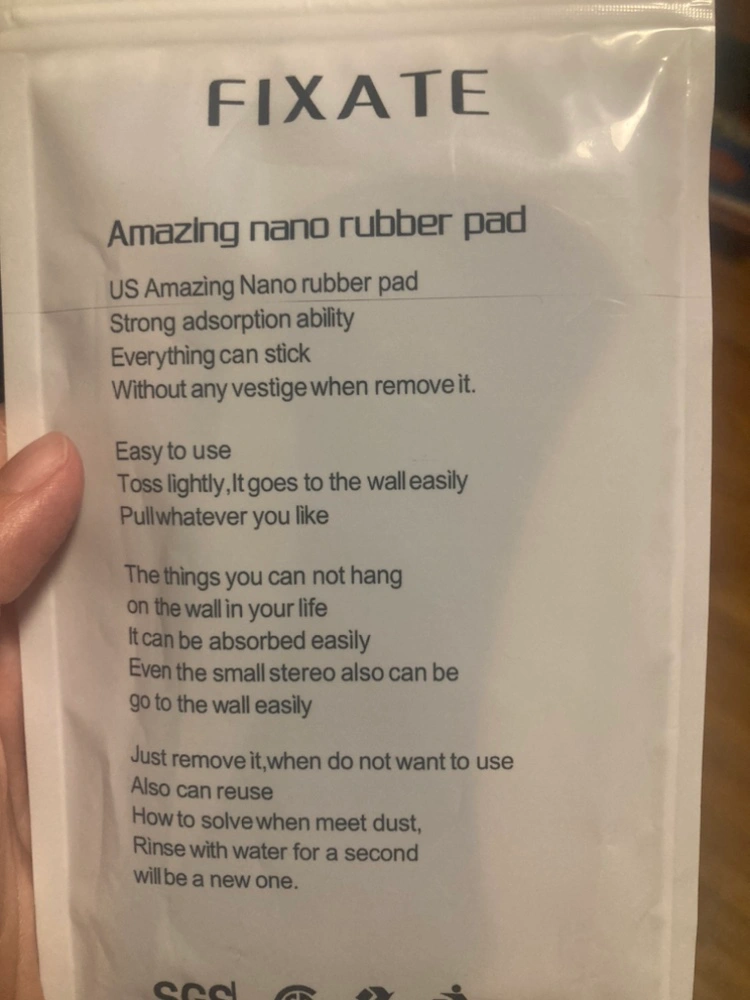 FIXATE
Amazing nano rubber pad
US Amazing Nano rubber pad
Strong adsorption ability
Everything can stick
Without any vestige when remove it.
Easy to use
Toss lightly,It goes to the wall easily
Pull whatever you like
The things you can not hang
on the wall in your life
It can be absorbed easily
Even the small stereo also can be
go to the wall easily
Just remove it,when do not want to use
Also can reuse
How to solve when meet dust,
Rinse with water for a second
will be a new one.
SGS